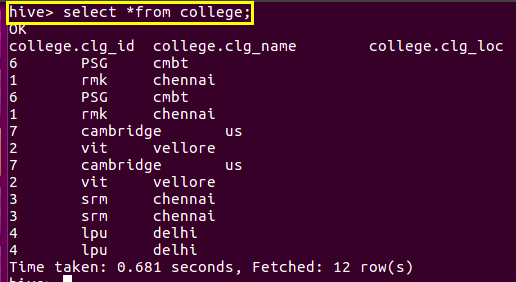 hive> select *from college;
OK
college.clg_id college.clg_name college.clg_loc
6 PSG cmbt
1 rmk chennai
6 PSG cmbt
1 rmk chennai
7 cambridge us
2 vit vellore
7 cambridge us
2 vit vellore
3 srm chennai
3 srm chennai
4 lpu delhi
4 lpu delhi
Time taken: 0.681 seconds, Fetched: 12 row(s)
hive>